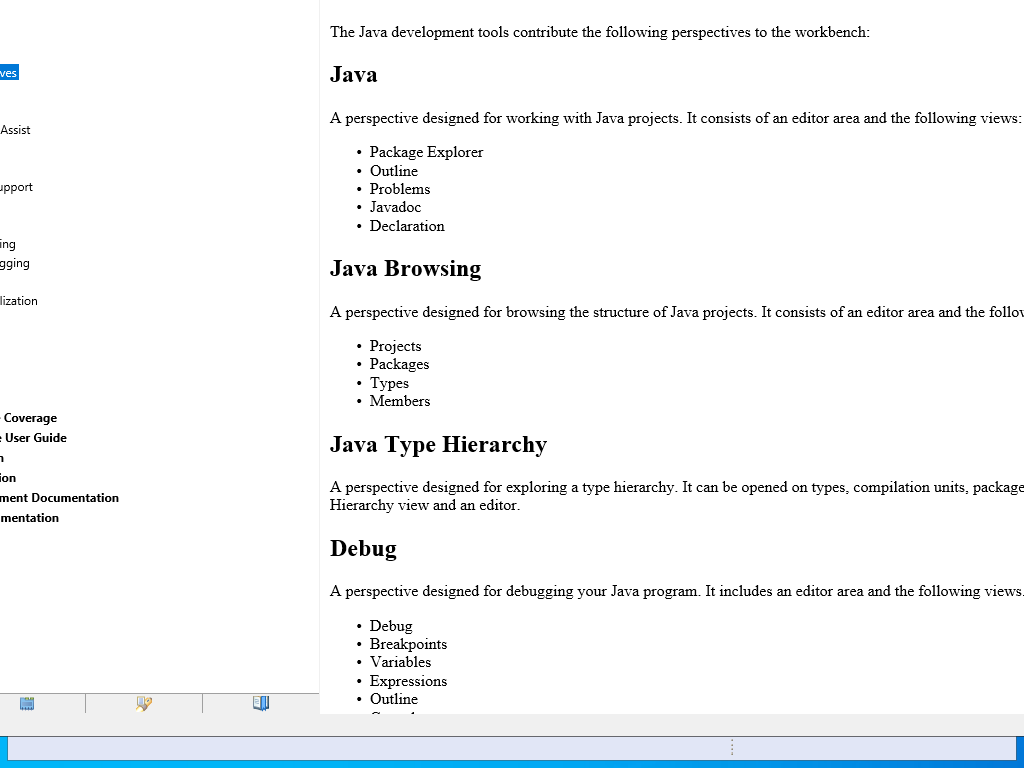 ves
Assist
upport
ing
gging
lization
Coverage
User Guide
ion
ment Documentation
mentation
The Java development tools contribute the following perspectives to the workbench:
Java
A perspective designed for working with Java projects. It consists of an editor area and the following views:
• Package Explorer
• Outline
• Problems
• Javadoc
• Declaration
Java Browsing
A perspective designed for browsing the structure of Java projects. It consists of an editor area and the follow
• Projects
• Packages
• Types
• Members
Java Type Hierarchy
A perspective designed for exploring a type hierarchy. It can be opened on types, compilation units, package
Hierarchy view and an editor.
Debug
A perspective designed for debugging your Java program. It includes an editor area and the following views.
• Debug
• Breakpoints
• Variables
• Expressions
• Outline